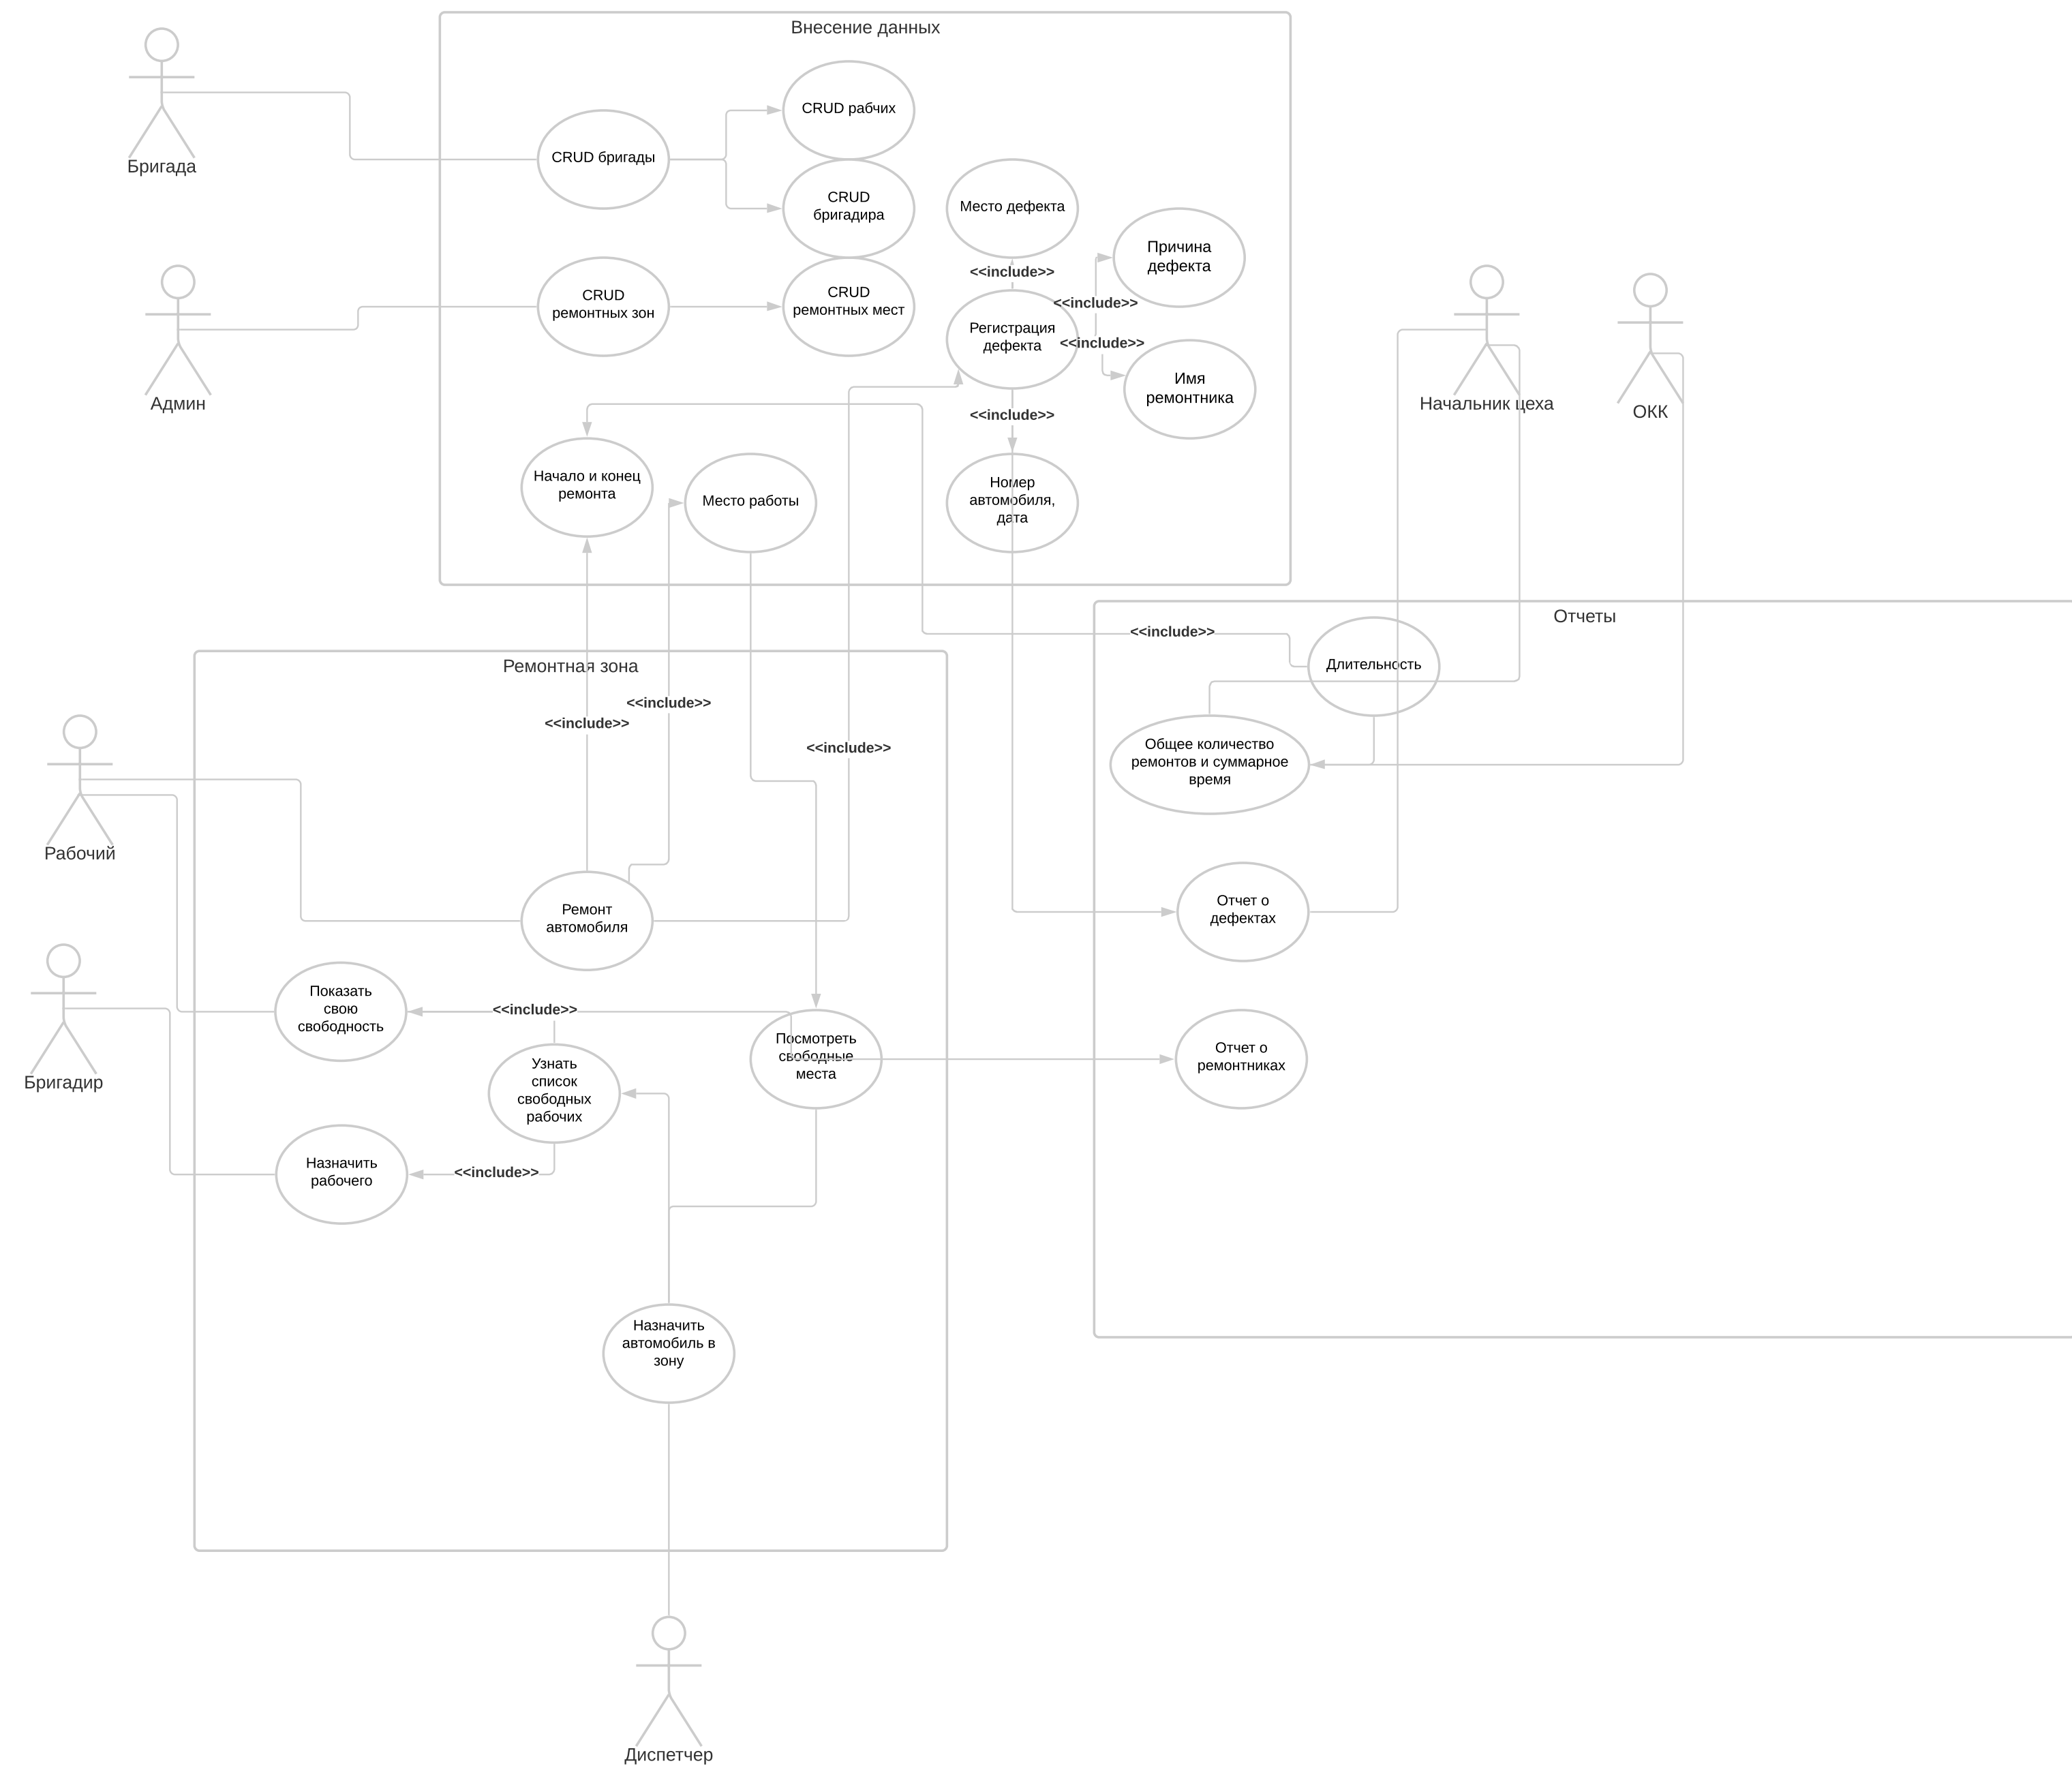 Внесение данных
Бригада
CRUD рабчих
CRUD бригады
CRUD
бригадира
Место дефекта
Причина
дефекта
<<include>>
CRUD
ремонтных зон
CRUD
ремонтных мест
<<include>>
Регистрация
дефекта
<<include>>
Админ
Имя
ремонтника
<<include>>
Начальник цеха
ОКК
Начало и конец
ремонта
Место работы
Номер
автомобиля,
дата
Отчеты
<<include>>
Ремонтная зона
Длительность
<<include>>
<<include>>
<<include>>
Общее количество
ремонтов и суммарное
время
Рабочий
Ремонт
автомобиля
Отчет о
дефектах
Показать
свою
свободность
<<include>>
Посмотреть
свободные
места
Отчет о
ремонтниках
Узнать
список
свободных
рабочих
Бригадир
Назначить
рабочего
<<include>>
Назначить
автомобиль в
зону
Диспетчер